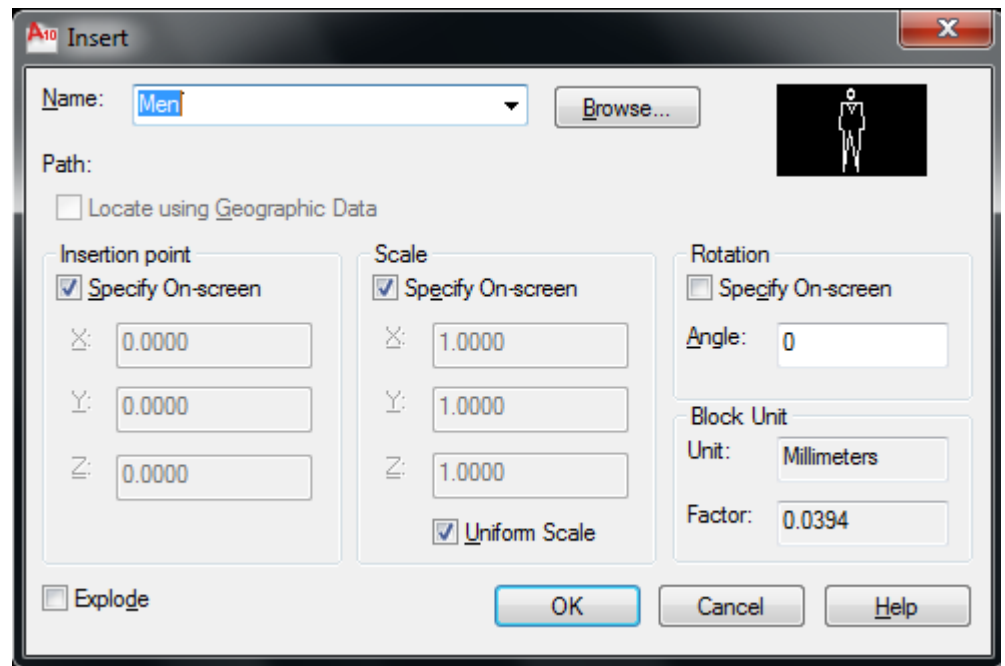 A10 Insert
Name: Men Browse...
Path:
Locate using Geographic Data
Insertion point
Specify On-screen
X: 0.0000
Y: 0.0000
Z: 0.0000
Scale
Specify On-screen
X: 1.0000
Y: 1.0000
Z: 1.0000
Uniform Scale
Rotation
Specify On-screen
Angle: 0
Block Unit
Unit: Millimeters
Factor: 0.0394
Explode
OK Cancel Help